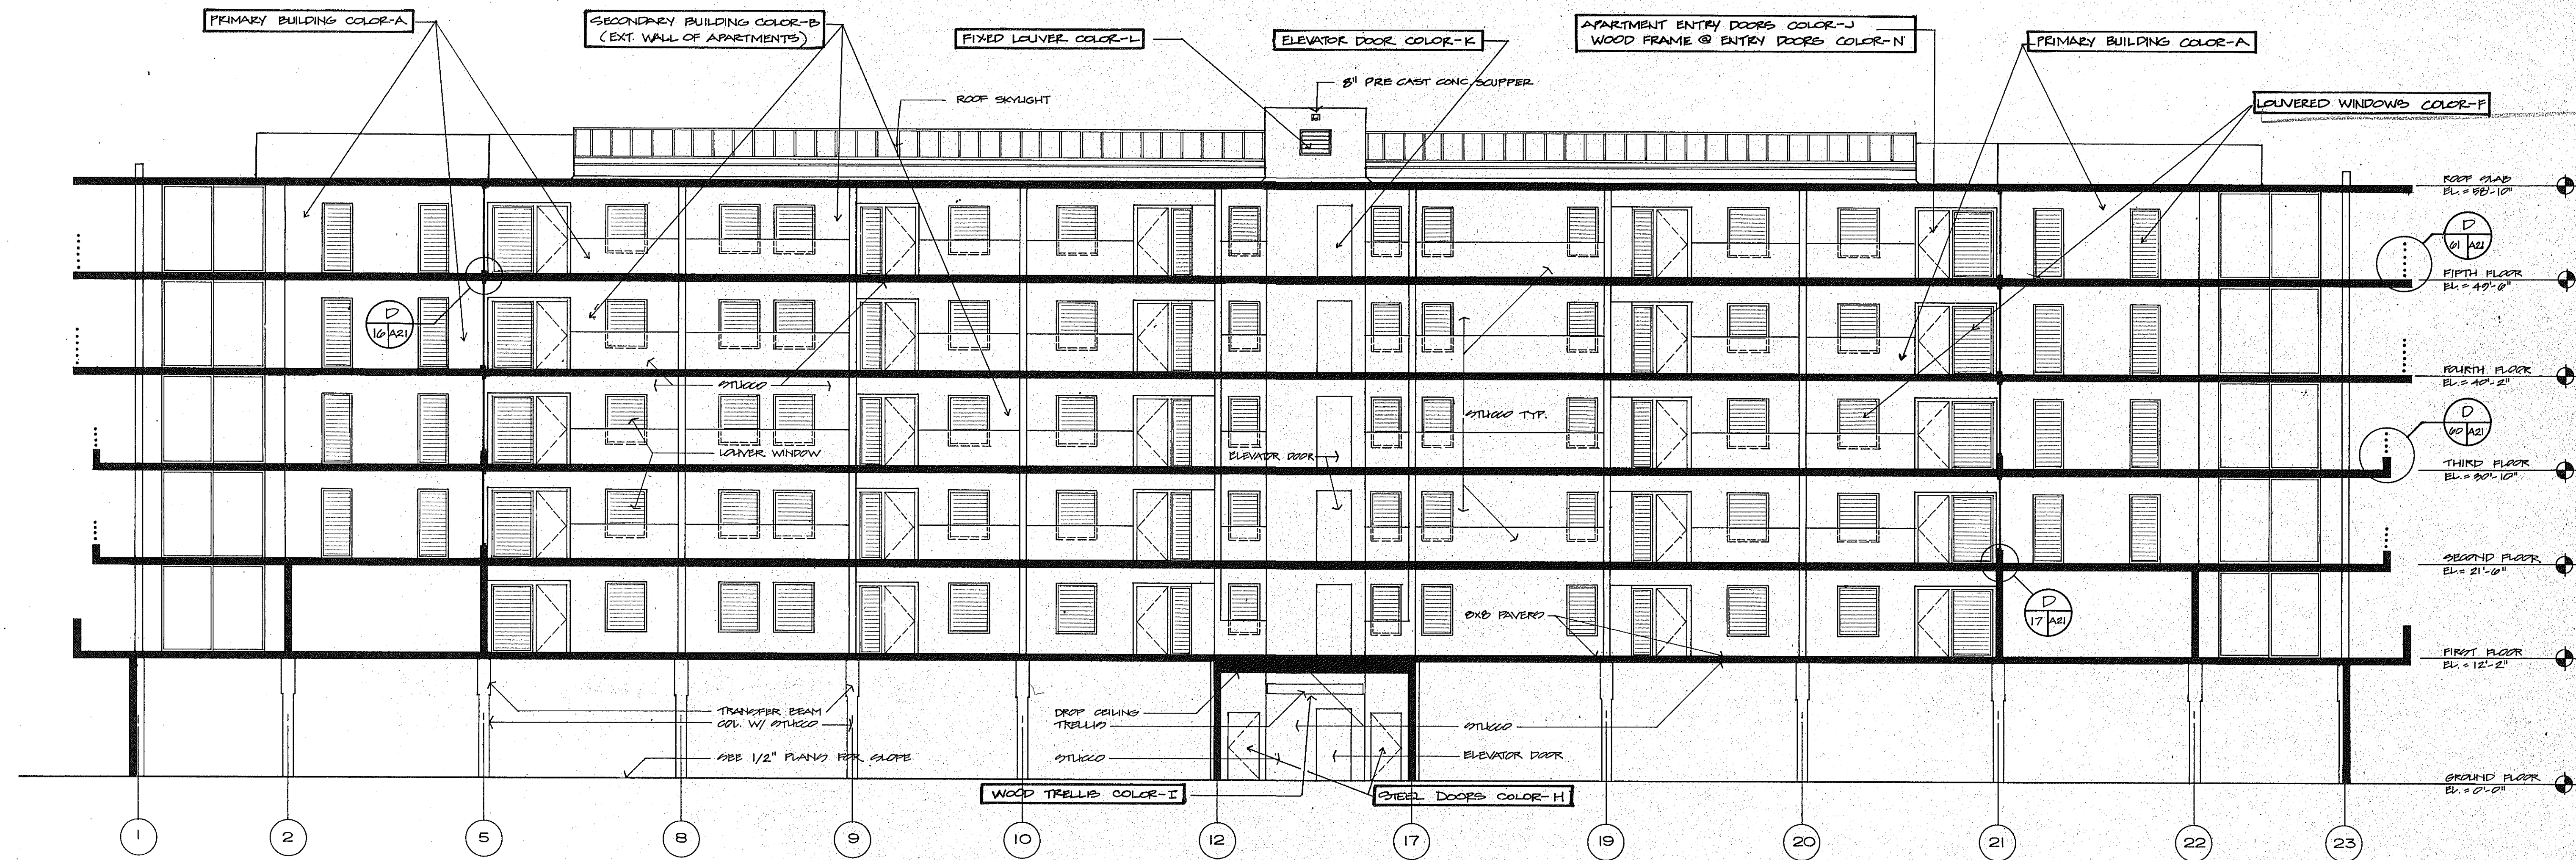 PRIMARY BUILDING COLOR-A
SECONDARY BUILDING COLOR-B
(EXT. WALL OF APARTMENTS)
FIXED LOUVER COLOR-L
ELEVATOR DOOR COLOR-K
APARTMENT ENTRY DOORS COLOR-J
WOOD FRAME @ ENTRY DOORS COLOR-N
PRIMARY BUILDING COLOR-A
LOUVERED WINDOWS COLOR-F
8" PRE CAST CONC. SCUPPER
ROOF SKYLIGHT
ROOF SLAB
EL. = 58'-10"
D
61 A21
FIFTH FLOOR
EL. = 49'-6"
D
16 A21
FOURTH FLOOR
EL. = 40'-2"
STUCCO
STUCCO TYP.
D
60 A21
LOUVER WINDOW
ELEVATOR DOOR
THIRD FLOOR
EL. = 30'-10"
SECOND FLOOR
EL. = 21'-6"
8X8 PAVERS
D
17 A21
FIRST FLOOR
EL. = 12'-2"
TRANSFER BEAM
COL. W/ STUCCO
DROP CEILING
TRELLIS
STUCCO
SEE 1/2" PLANS FOR SLOPE
STUCCO
ELEVATOR DOOR
GROUND FLOOR
EL. = 0'-0"
WOOD TRELLIS COLOR-I
STEEL DOORS COLOR-H
1 2 5 8 9 10 12 17 19 20 21 22 23